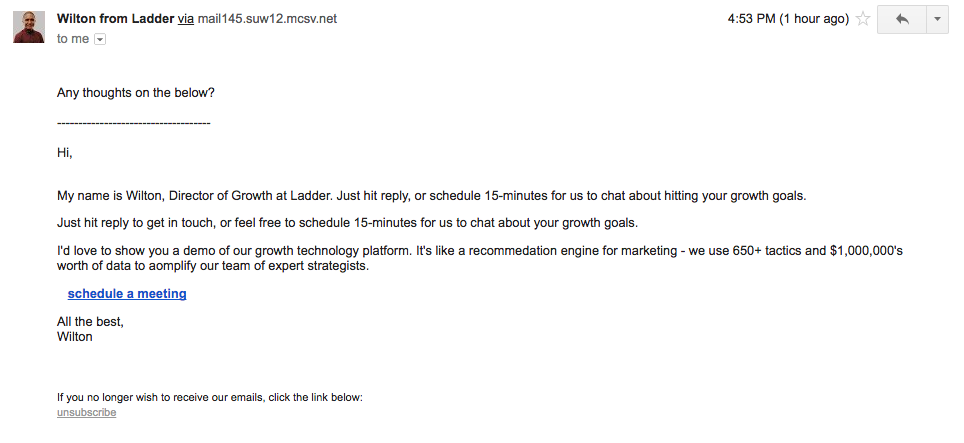 Wilton from Ladder via mail145.suw12.mcsv.net 4:53 PM (1 hour ago)
to me
Any thoughts on the below?
-----------------------------------
Hi,
My name is Wilton, Director of Growth at Ladder. Just hit reply, or schedule 15-minutes for us to chat about hitting your growth goals.
Just hit reply to get in touch, or feel free to schedule 15-minutes for us to chat about your growth goals.
I'd love to show you a demo of our growth technology platform. It's like a recommedation engine for marketing - we use 650+ tactics and $1,000,000's
worth of data to aomplify our team of expert strategists.
schedule a meeting
All the best,
Wilton
If you no longer wish to receive our emails, click the link below:
unsubscribe